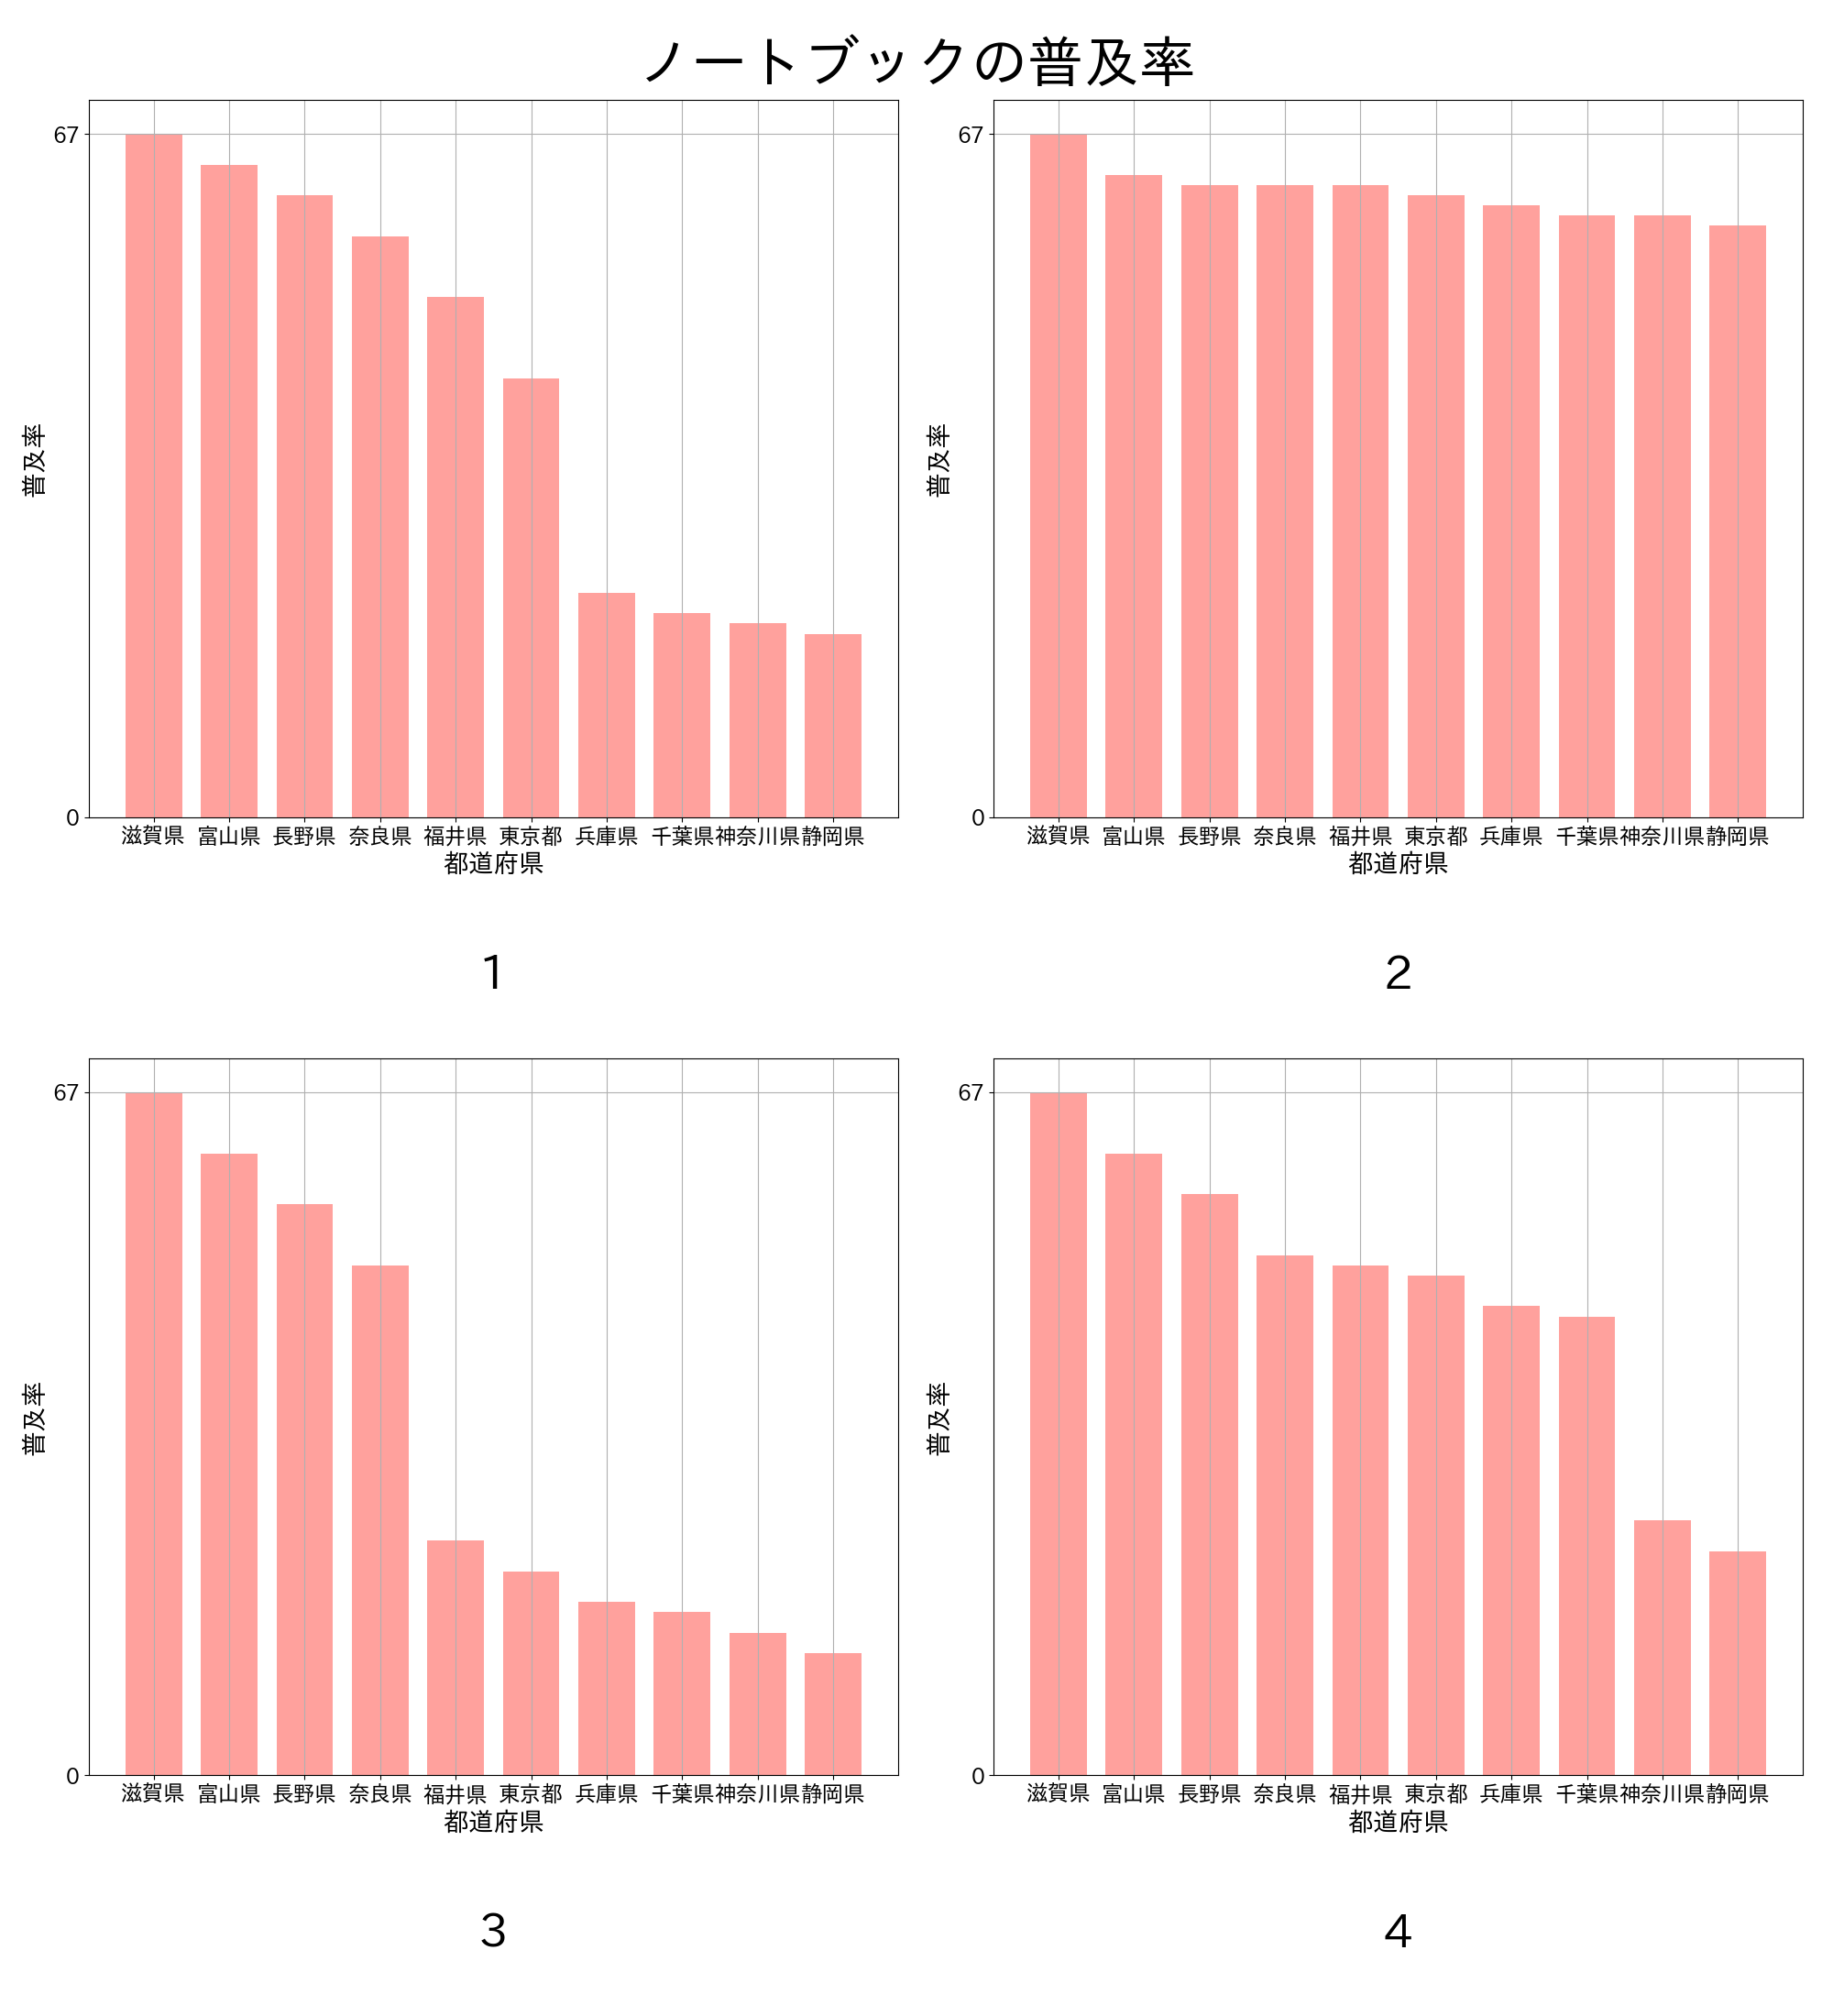 ノートブックの普及率
67
0
普及率
滋賀県 富山県 長野県 奈良県 福井県 東京都 兵庫県 千葉県 神奈川県 静岡県
都道府県
1
67
0
普及率
滋賀県 富山県 長野県 奈良県 福井県 東京都 兵庫県 千葉県 神奈川県 静岡県
都道府県
2
67
0
普及率
滋賀県 富山県 長野県 奈良県 福井県 東京都 兵庫県 千葉県 神奈川県 静岡県
都道府県
3
67
0
普及率
滋賀県 富山県 長野県 奈良県 福井県 東京都 兵庫県 千葉県 神奈川県 静岡県
都道府県
4